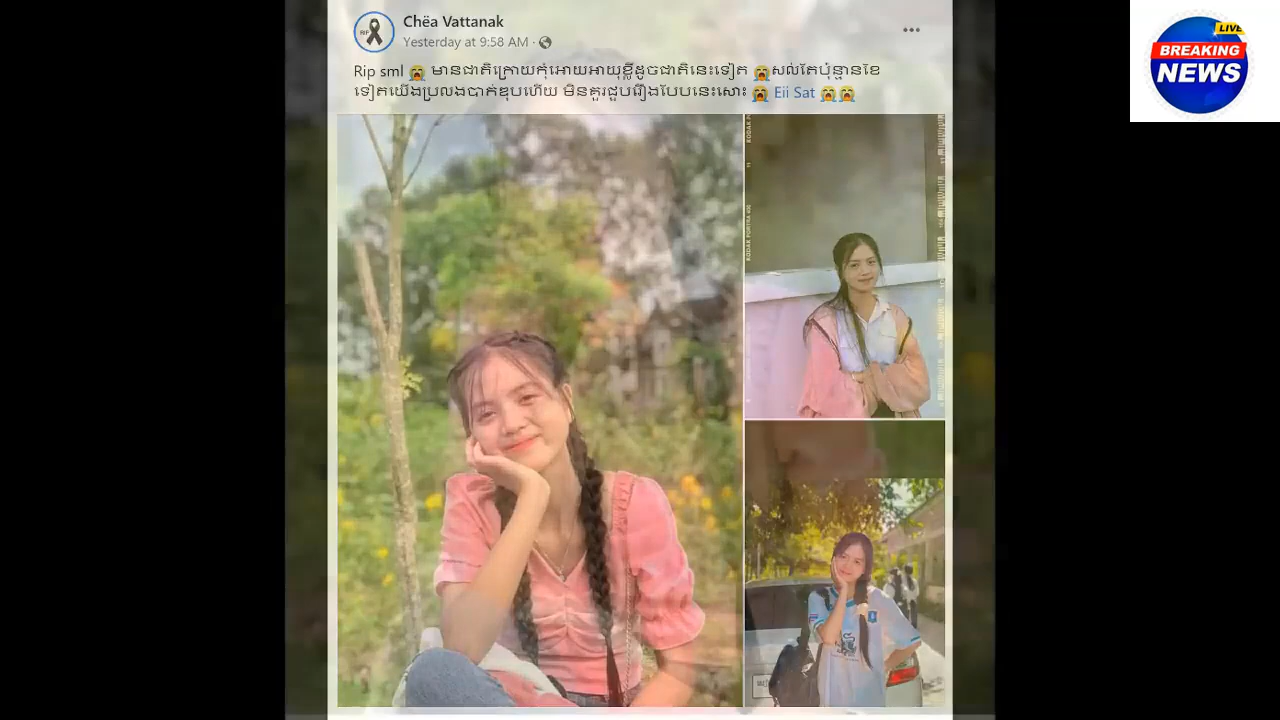 Chëa Vattanak
Yesterday at 9:58 AM ·
Rip sml 😭 មានជាតិក្រោយកុំអោយអាយុខ្លីដូចជាតិនេះទៀត 😭សល់តែប៉ុន្មានខែ
ទៀតយើងប្រលងបាក់ឌុបហើយ មិនគួរជួបរឿងបែបនេះសោះ 😭 Eii Sat 😭😭
LIVE
BREAKING
NEWS
RIP